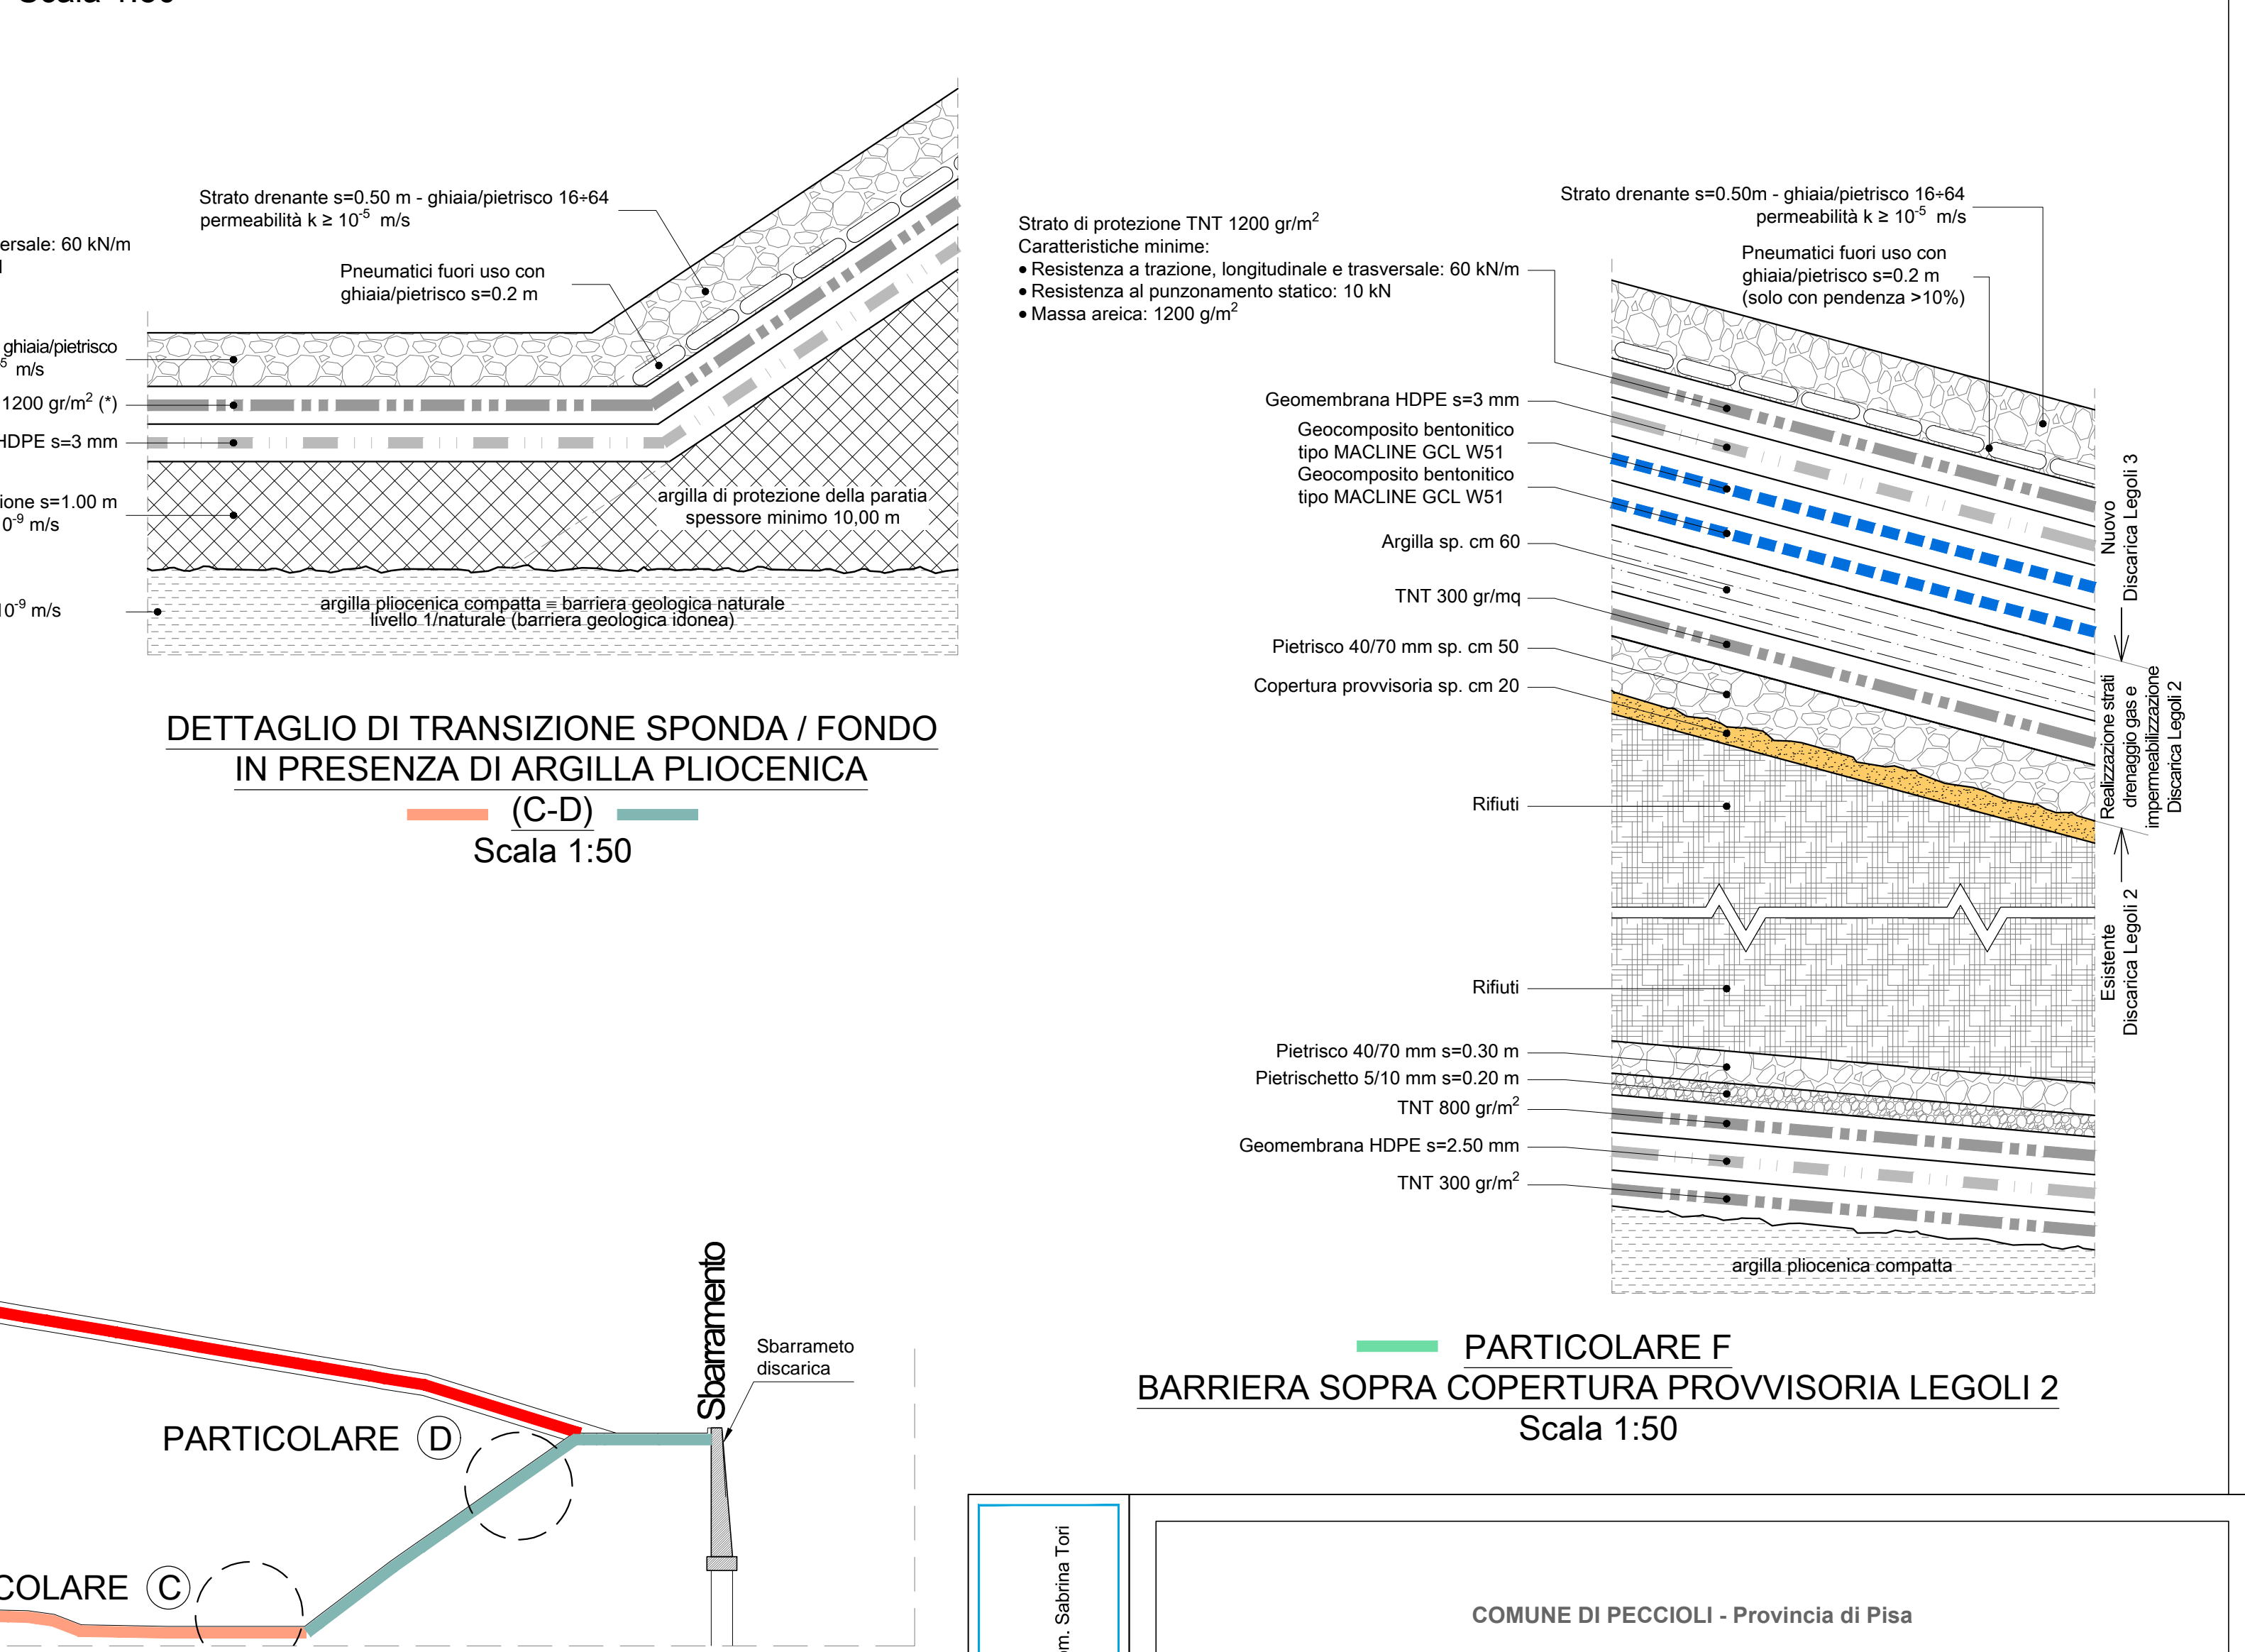 Strato drenante s=0.50 m - ghiaia/pietrisco 16÷64
permeabilità k ≥ 10⁻⁵ m/s
Pneumatici fuori uso con
ghiaia/pietrisco s=0.2 m
ersale: 60 kN/m
ghiaia/pietrisco
⁵ m/s
1200 gr/m² (*)
HDPE s=3 mm
ione s=1.00 m
0⁻⁹ m/s
10⁻⁹ m/s
argilla di protezione della paratia
spessore minimo 10,00 m
argilla pliocenica compatta = barriera geologica naturale
livello 1/naturale (barriera geologica idonea)
DETTAGLIO DI TRANSIZIONE SPONDA / FONDO
IN PRESENZA DI ARGILLA PLIOCENICA
(C-D)
Scala 1:50
Strato di protezione TNT 1200 gr/m²
Caratteristiche minime:
• Resistenza a trazione, longitudinale e trasversale: 60 kN/m
• Resistenza al punzonamento statico: 10 kN
• Massa areica: 1200 g/m²
Strato drenante s=0.50m - ghiaia/pietrisco 16÷64
permeabilità k ≥ 10⁻⁵ m/s
Pneumatici fuori uso con
ghiaia/pietrisco s=0.2 m
(solo con pendenza >10%)
Geomembrana HDPE s=3 mm
Geocomposito bentonitico
tipo MACLINE GCL W51
Geocomposito bentonitico
tipo MACLINE GCL W51
Argilla sp. cm 60
TNT 300 gr/mq
Pietrisco 40/70 mm sp. cm 50
Copertura provvisoria sp. cm 20
Rifiuti
Rifiuti
Pietrisco 40/70 mm s=0.30 m
Pietrischetto 5/10 mm s=0.20 m
TNT 800 gr/m²
Geomembrana HDPE s=2.50 mm
TNT 300 gr/m²
argilla pliocenica compatta
Nuovo
Discarica Legoli 3
Realizzazione strati
drenaggio gas e
impermeabilizzazione
Discarica Legoli 2
Esistente
Discarica Legoli 2
PARTICOLARE F
BARRIERA SOPRA COPERTURA PROVVISORIA LEGOLI 2
Scala 1:50
Sbarramento
Sbarrameto
discarica
PARTICOLARE D
COLARE C
om. Sabrina Tori
COMUNE DI PECCIOLI - Provincia di Pisa